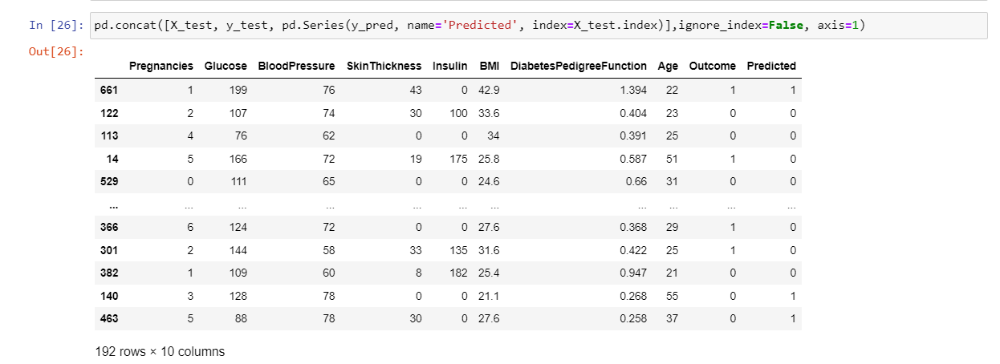 In [26]: pd.concat([X_test, y_test, pd.Series(y_pred, name='Predicted', index=X_test.index)],ignore_index=False, axis=1)
Out[26]:
Pregnancies Glucose BloodPressure SkinThickness Insulin BMI DiabetesPedigreeFunction Age Outcome Predicted
661 1 199 76 43 0 42.9 1.394 22 1 1
122 2 107 74 30 100 33.6 0.404 23 0 0
113 4 76 62 0 0 34 0.391 25 0 0
14 5 166 72 19 175 25.8 0.587 51 1 0
529 0 111 65 0 0 24.6 0.66 31 0 0
... ... ... ... ... ... ... ... ... ... ...
366 6 124 72 0 0 27.6 0.368 29 1 0
301 2 144 58 33 135 31.6 0.422 25 1 0
382 1 109 60 8 182 25.4 0.947 21 0 0
140 3 128 78 0 0 21.1 0.268 55 0 1
463 5 88 78 30 0 27.6 0.258 37 0 1
192 rows × 10 columns